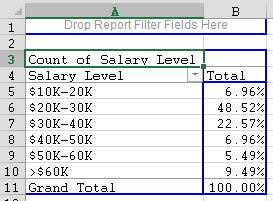 A B
1 Drop Report Filter Fields Here
2
3 Count of Salary Level
4 Salary Level Total
5 $10K-20K 6.96%
6 $20K-30K 48.52%
7 $30K-40K 22.57%
8 $40K-50K 6.96%
9 $50K-60K 5.49%
10 >$60K 9.49%
11 Grand Total 100.00%